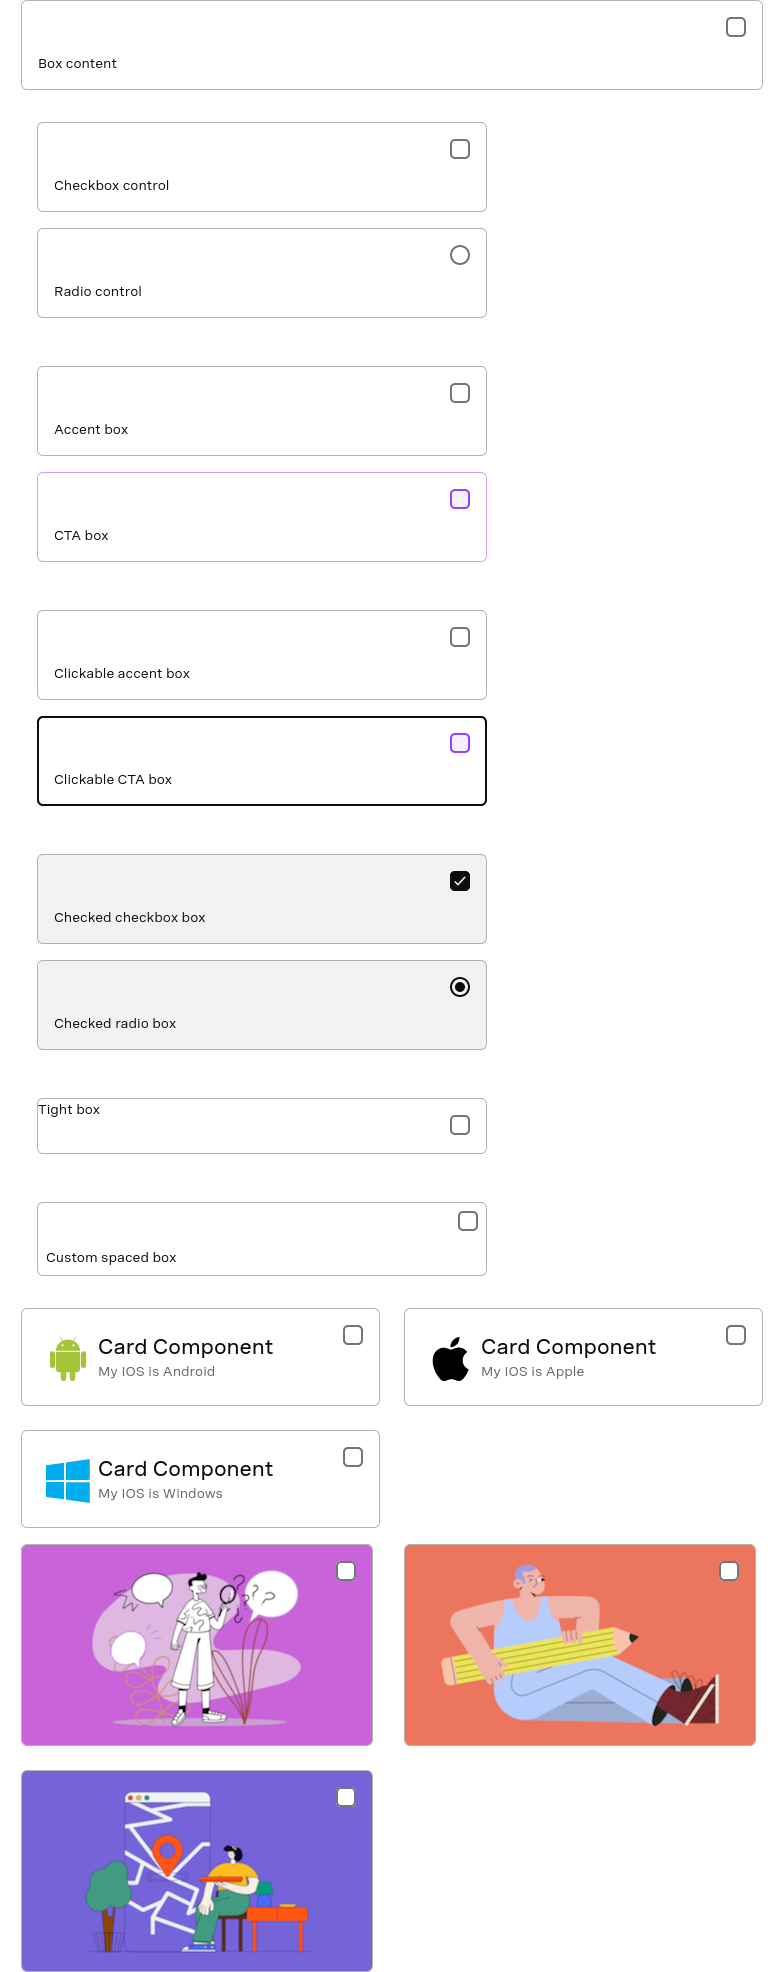 Box content
Checkbox control
Radio control
Accent box
CTA box
Clickable accent box
Clickable CTA box
Checked checkbox box
Checked radio box
Tight box
Custom spaced box
Card Component
My IOS is Android
Card Component
My IOS is Apple
Card Component
My IOS is Windows
? ? ?